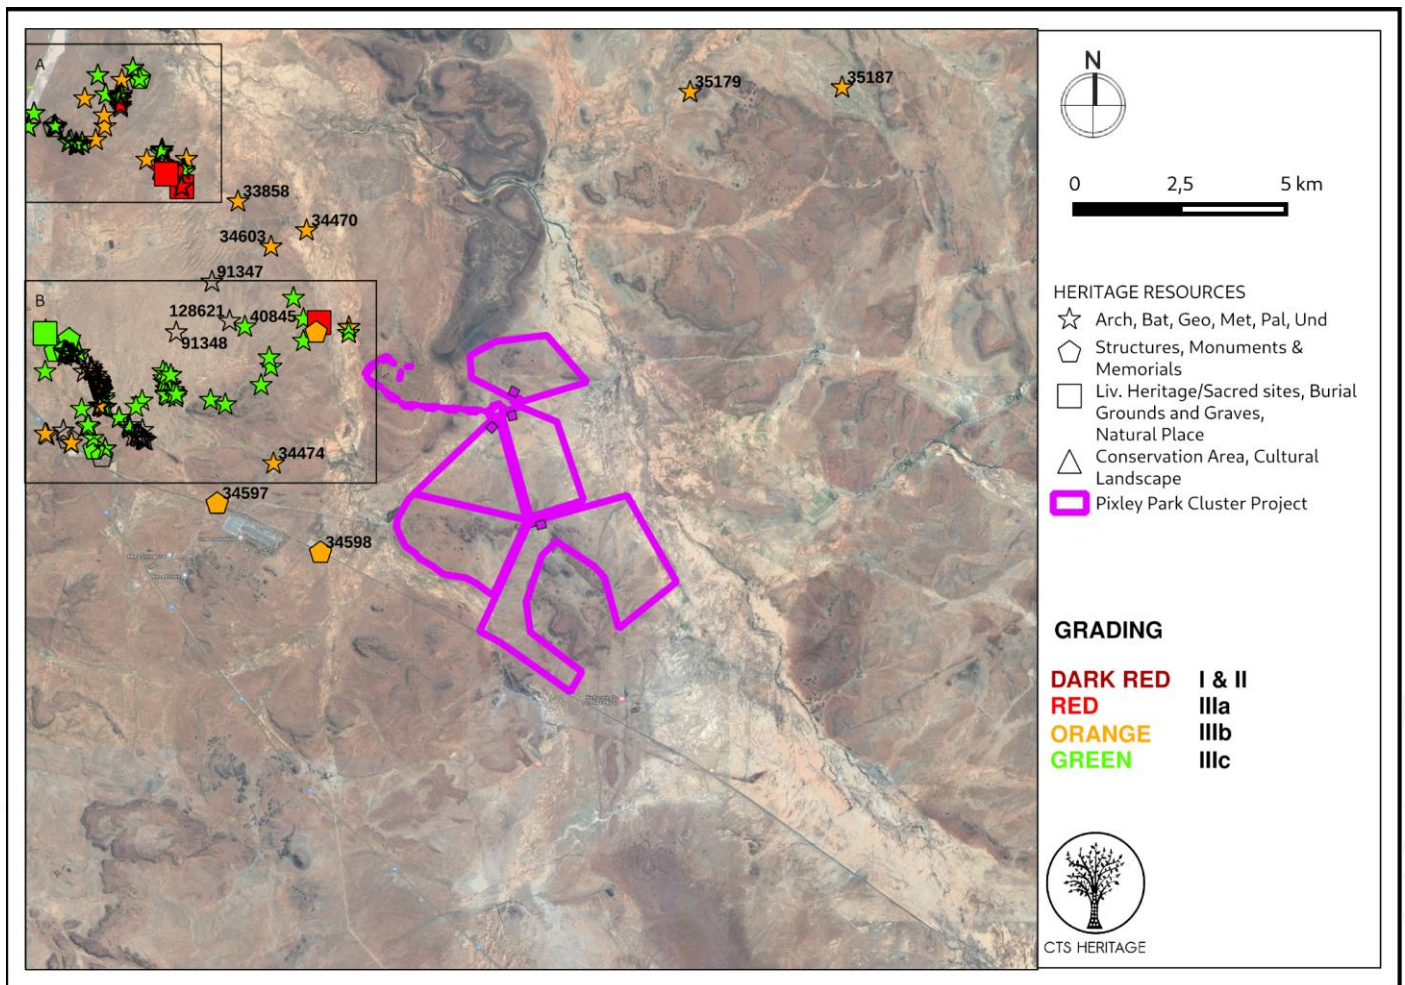 A
35179
35187
33858
34470
34603
91347
B
128621
40845
91348
34474
34597
34598
N
0 2,5 5 km
HERITAGE RESOURCES
Arch, Bat, Geo, Met, Pal, Und
Structures, Monuments &
Memorials
Liv. Heritage/Sacred sites, Burial
Grounds and Graves,
Natural Place
Conservation Area, Cultural
Landscape
Pixley Park Cluster Project
GRADING
DARK RED I & II
RED IIIa
ORANGE IIIb
GREEN IIIc
CTS HERITAGE